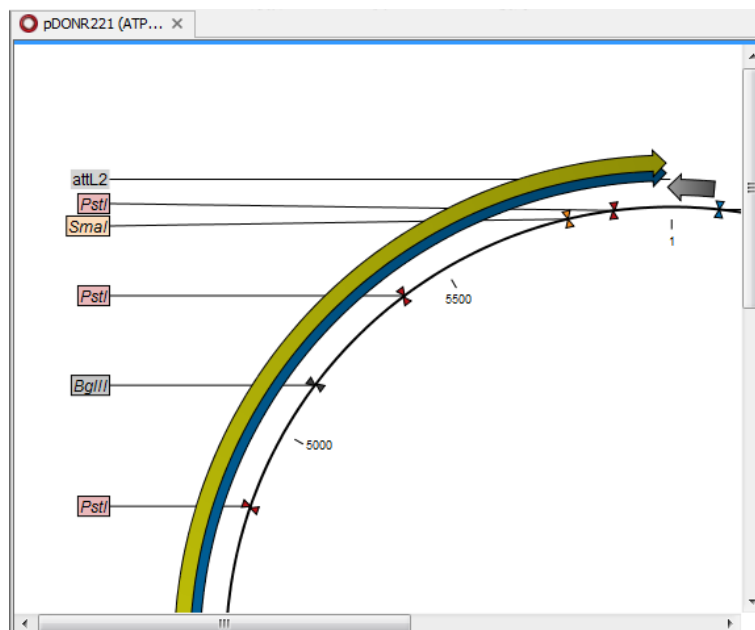 pDONR221 (ATP...
attL2
PstI
SmaI
1
PstI
5500
BglII
5000
PstI